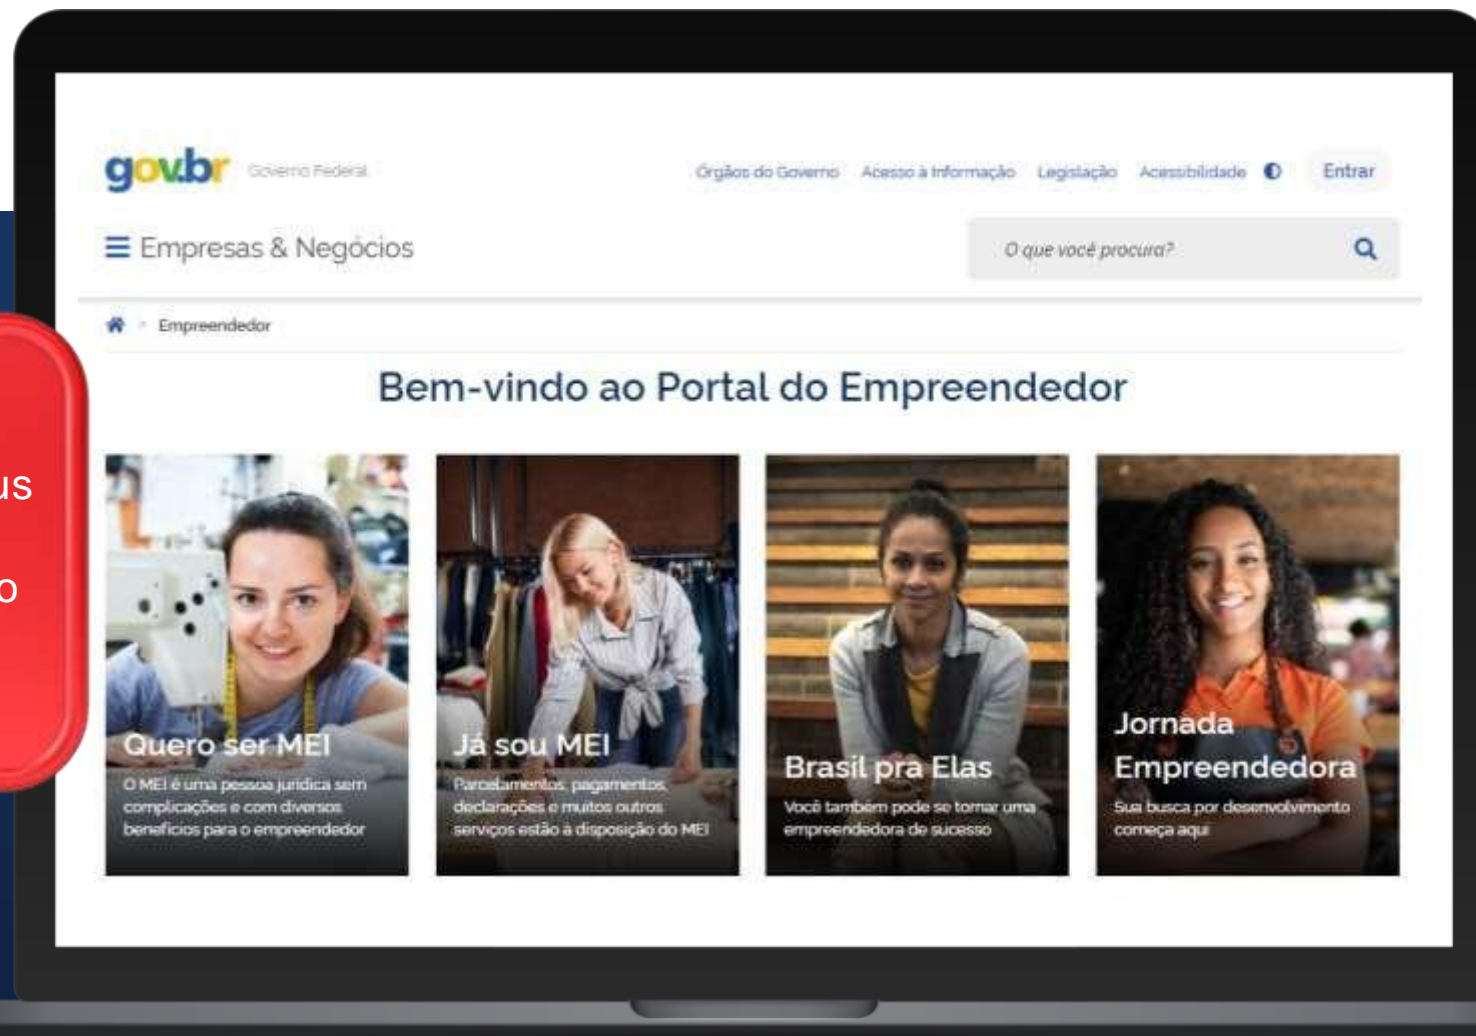 gov.br Governo Federal
Órgãos do Governo Acesso à Informação Legislação Acessibilidade Entrar
Empresas & Negócios
O que você procura?
Empreendedor
Bem-vindo ao Portal do Empreendedor
us
o
Quero ser MEI
O MEI é uma pessoa jurídica sem
complicações e com diversos
benefícios para o empreendedor
Já sou MEI
Parcelamentos, pagamentos,
declarações e muitos outros
serviços estão à disposição do MEI
Brasil pra Elas
Você também pode se tornar uma
empreendedora de sucesso
Jornada
Empreendedora
Sua busca por desenvolvimento
começa aqui